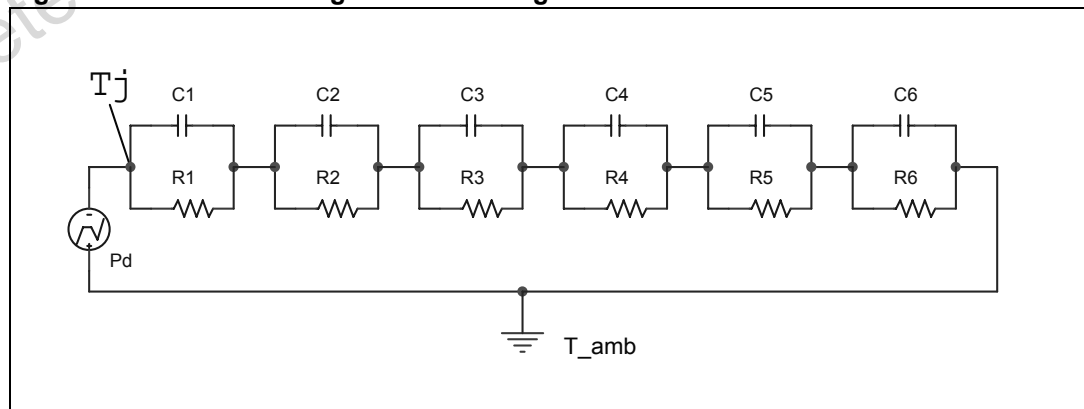 Tj
C1 C2 C3 C4 C5 C6
R1 R2 R3 R4 R5 R6
Pd
T_amb